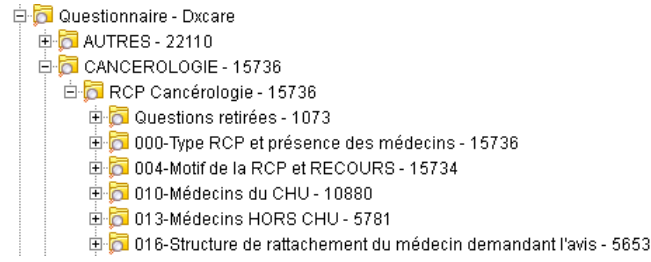 Questionnaire - Dxcare
AUTRES - 22110
CANCEROLOGIE - 15736
RCP Cancérologie - 15736
Questions retirées - 1073
000-Type RCP et présence des médecins - 15736
004-Motif de la RCP et RECOURS - 15734
010-Médecins du CHU - 10880
013-Médecins HORS CHU - 5781
016-Structure de rattachement du médecin demandant l'avis - 5653